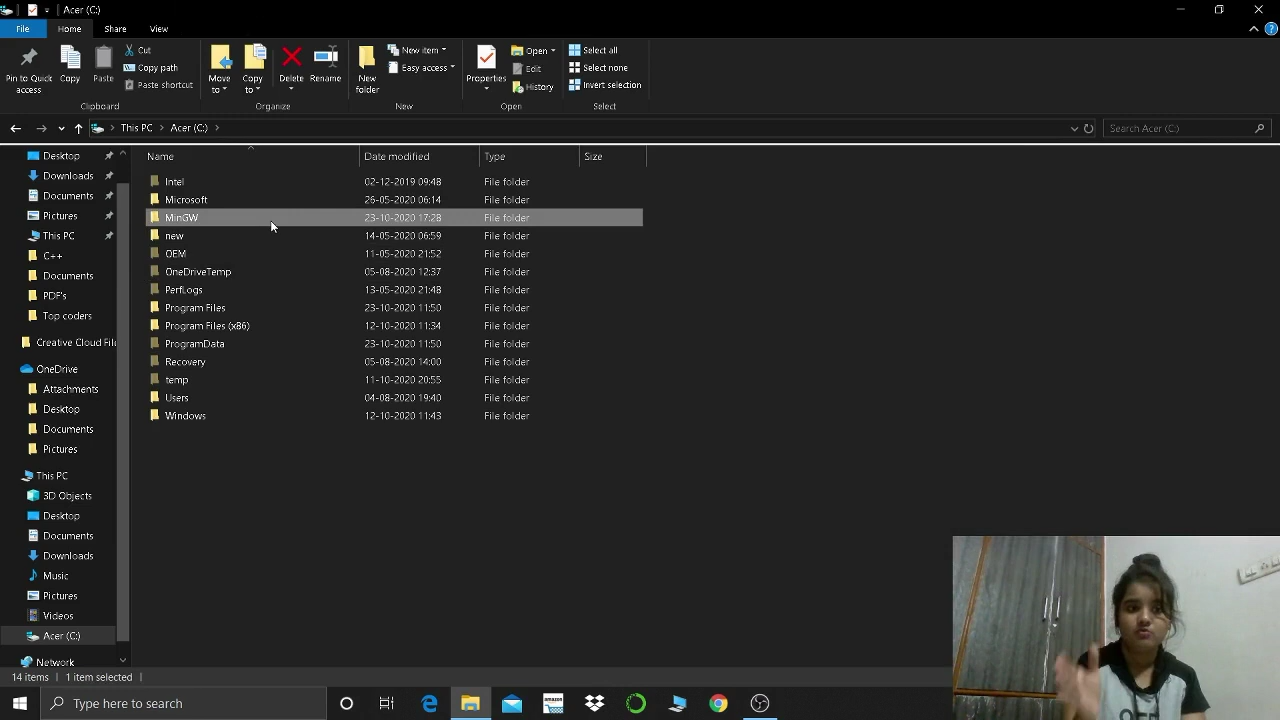 Acer (C:)
File Home Share View
Pin to Quick access
Copy
Paste
Cut
Copy path
Paste shortcut
Clipboard
Move to
Copy to
Delete
Rename
Organize
New folder
New item
Easy access
New
Properties
Open
Edit
History
Open
Select all
Select none
Invert selection
Select
This PC > Acer (C:) >
Search Acer (C:)
Name Date modified Type Size
Intel 02-12-2019 09:48 File folder
Microsoft 26-05-2020 06:14 File folder
MinGW 23-10-2020 17:28 File folder
new 14-05-2020 06:59 File folder
OEM 11-05-2020 21:52 File folder
OneDriveTemp 05-08-2020 12:37 File folder
PerfLogs 13-05-2020 21:48 File folder
Program Files 23-10-2020 11:50 File folder
Program Files (x86) 12-10-2020 11:34 File folder
ProgramData 23-10-2020 11:50 File folder
Recovery 05-08-2020 14:00 File folder
temp 11-10-2020 20:55 File folder
Users 04-08-2020 19:40 File folder
Windows 12-10-2020 11:43 File folder
Desktop
Downloads
Documents
Pictures
This PC
C++
Documents
PDF's
Top coders
Creative Cloud Fil
OneDrive
Attachments
Desktop
Documents
Pictures
This PC
3D Objects
Desktop
Documents
Downloads
Music
Pictures
Videos
Acer (C:)
Network
14 items 1 item selected
Type here to search
amazon